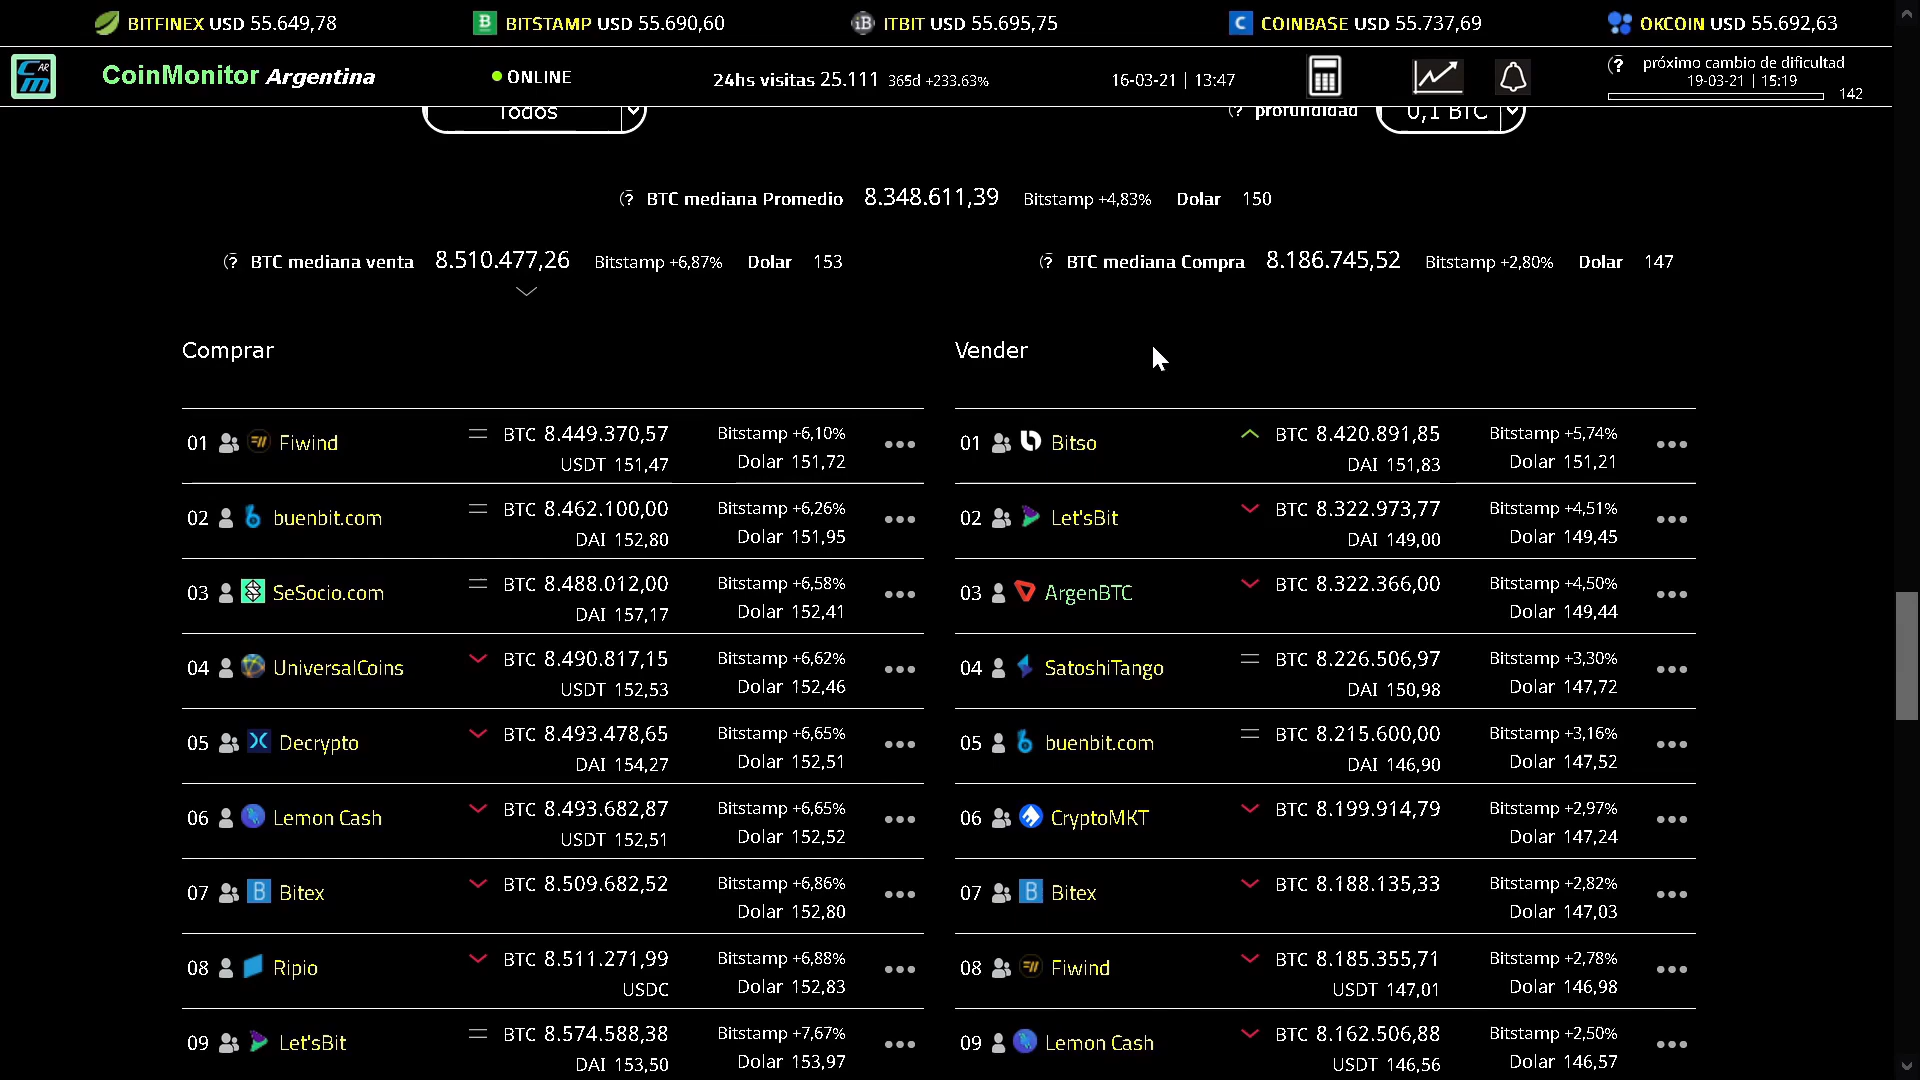 BITFINEX USD 55.649,78 BITSTAMP USD 55.690,60 ITBIT USD 55.695,75 COINBASE USD 55.737,69 OKCOIN USD 55.692,63
CoinMonitor Argentina ONLINE 24hs visitas 25.111 365d +233.63% 16-03-21 | 13:47 próximo cambio de dificultad
19-03-21 | 15:19
142
Todos profundidad 0,1 BTC
BTC mediana Promedio 8.348.611,39 Bitstamp +4,83% Dolar 150
BTC mediana venta 8.510.477,26 Bitstamp +6,87% Dolar 153
BTC mediana Compra 8.186.745,52 Bitstamp +2,80% Dolar 147
Comprar
01 Fiwind BTC 8.449.370,57 Bitstamp +6,10%
USDT 151,47 Dolar 151,72
02 buenbit.com BTC 8.462.100,00 Bitstamp +6,26%
DAI 152,80 Dolar 151,95
03 SeSocio.com BTC 8.488.012,00 Bitstamp +6,58%
DAI 157,17 Dolar 152,41
04 UniversalCoins BTC 8.490.817,15 Bitstamp +6,62%
USDT 152,53 Dolar 152,46
05 Decrypto BTC 8.493.478,65 Bitstamp +6,65%
DAI 154,27 Dolar 152,51
06 Lemon Cash BTC 8.493.682,87 Bitstamp +6,65%
USDT 152,51 Dolar 152,52
07 Bitex BTC 8.509.682,52 Bitstamp +6,86%
Dolar 152,80
08 Ripio BTC 8.511.271,99 Bitstamp +6,88%
USDC Dolar 152,83
09 Let'sBit BTC 8.574.588,38 Bitstamp +7,67%
DAI 153,50 Dolar 153,97
Vender
01 Bitso BTC 8.420.891,85 Bitstamp +5,74%
DAI 151,83 Dolar 151,21
02 Let'sBit BTC 8.322.973,77 Bitstamp +4,51%
DAI 149,00 Dolar 149,45
03 ArgenBTC BTC 8.322.366,00 Bitstamp +4,50%
Dolar 149,44
04 SatoshiTango BTC 8.226.506,97 Bitstamp +3,30%
DAI 150,98 Dolar 147,72
05 buenbit.com BTC 8.215.600,00 Bitstamp +3,16%
DAI 146,90 Dolar 147,52
06 CryptoMKT BTC 8.199.914,79 Bitstamp +2,97%
Dolar 147,24
07 Bitex BTC 8.188.135,33 Bitstamp +2,82%
Dolar 147,03
08 Fiwind BTC 8.185.355,71 Bitstamp +2,78%
USDT 147,01 Dolar 146,98
09 Lemon Cash BTC 8.162.506,88 Bitstamp +2,50%
USDT 146,56 Dolar 146,57